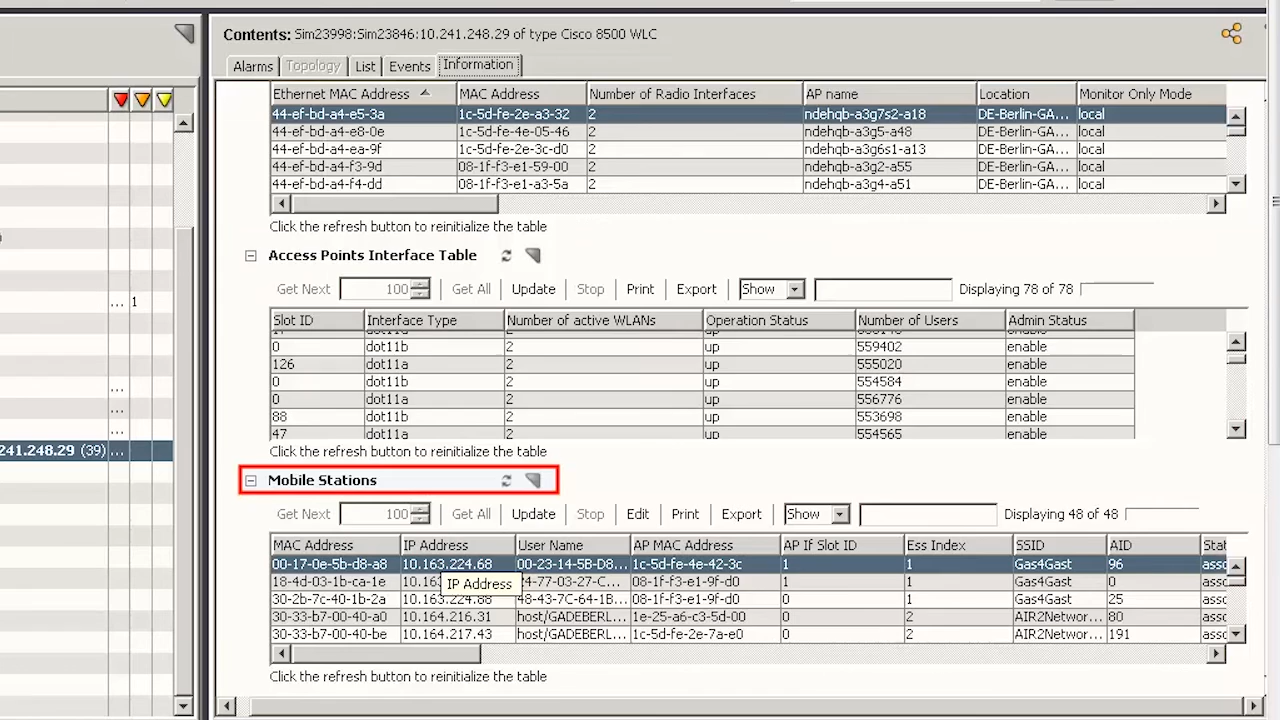 Contents: Sim23998:Sim23846:10.241.248.29 of type Cisco 8500 WLC
Alarms Topology List Events Information
Ethernet MAC Address MAC Address Number of Radio Interfaces AP name Location Monitor Only Mode
44-ef-bd-a4-e5-3a 1c-5d-fe-2e-a3-32 2 ndehqb-a3g7s2-a18 DE-Berlin-GA... local
44-ef-bd-a4-e8-0e 1c-5d-fe-4e-05-46 2 ndehqb-a3g5-a48 DE-Berlin-GA... local
44-ef-bd-a4-ea-9f 1c-5d-fe-2e-3c-d0 2 ndehqb-a3g6s1-a13 DE-Berlin-GA... local
44-ef-bd-a4-f3-9d 08-1f-f3-e1-59-00 2 ndehqb-a3g2-a55 DE-Berlin-GA... local
44-ef-bd-a4-f4-dd 08-1f-f3-e1-a3-5a 2 ndehqb-a3g4-a51 DE-Berlin-GA... local
Click the refresh button to reinitialize the table
Access Points Interface Table
Get Next 100 Get All Update Stop Print Export Show Displaying 78 of 78
Slot ID Interface Type Number of active WLANs Operation Status Number of Users Admin Status
0 dot11b 2 up 559402 enable
126 dot11a 2 up 555020 enable
0 dot11b 2 up 554584 enable
0 dot11a 2 up 556776 enable
88 dot11b 2 up 553698 enable
47 dot11a 2 up 554565 enable
Click the refresh button to reinitialize the table
... 1
...
...
...
241.248.29 (39) ...
Mobile Stations
Get Next 100 Get All Update Stop Edit Print Export Show Displaying 48 of 48
MAC Address IP Address User Name AP MAC Address AP If Slot ID Ess Index SSID AID Stat
00-17-0e-5b-d8-a8 10.163.224.68 00-23-14-5B-D8... 1c-5d-fe-4e-42-3c 1 1 Gas4Gast 96 assc
18-4d-03-1b-ca-1e 10.163 4-77-03-27-C... 08-1f-f3-e1-9f-d0 1 1 Gas4Gast 0 assc
IP Address
30-2b-7c-40-1b-2a 10.163.224.88 48-43-7C-64-1B... 08-1f-f3-e1-9f-d0 0 1 Gas4Gast 25 assc
30-33-b7-00-40-a0 10.164.216.31 host/GADEBERL... 1e-25-a6-c3-5d-00 0 2 AIR2Networ... 80 assc
30-33-b7-00-40-be 10.164.217.43 host/GADEBERL... 1c-5d-fe-2e-7a-e0 0 2 AIR2Networ... 191 assc
Click the refresh button to reinitialize the table